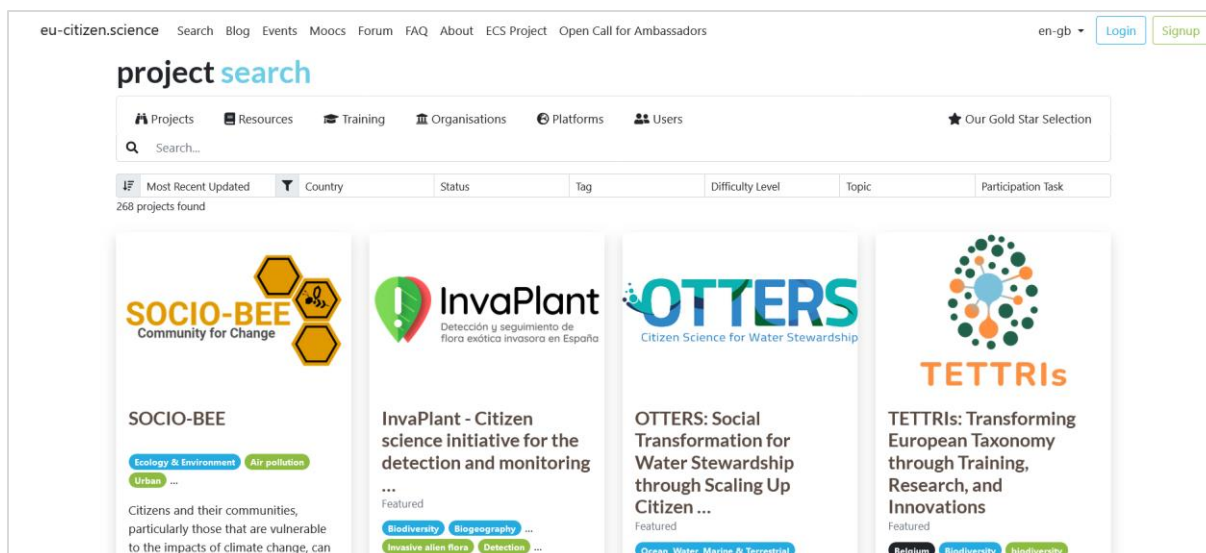 eu-citizen.science Search Blog Events Moocs Forum FAQ About ECS Project Open Call for Ambassadors en-gb Login Signup
project search
Projects Resources Training Organisations Platforms Users Our Gold Star Selection
Search...
Most Recent Updated Country Status Tag Difficulty Level Topic Participation Task
268 projects found
SOCIO-BEE
Community for Change
InvaPlant
Detección y seguimiento de
flora exótica invasora en España
OTTERS
Citizen Science for Water Stewardship
TETTRIs
SOCIO-BEE
Ecology & Environment Air pollution
Urban ...
Citizens and their communities,
particularly those that are vulnerable
to the impacts of climate change, can
InvaPlant - Citizen
science initiative for the
detection and monitoring
...
Featured
Biodiversity Biogeography ...
Invasive alien flora Detection ...
OTTERS: Social
Transformation for
Water Stewardship
through Scaling Up
Citizen ...
Featured
Ocean, Water, Marine & Terrestrial
TETTRIs: Transforming
European Taxonomy
through Training,
Research, and
Innovations
Featured
Belgium Biodiversity biodiversity